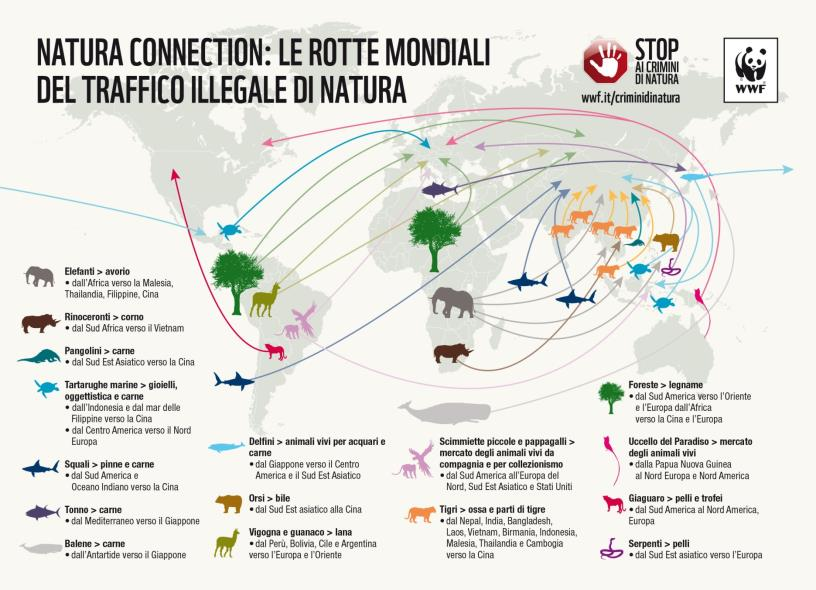 NATURA CONNECTION: LE ROTTE MONDIALI
DEL TRAFFICO ILLEGALE DI NATURA
STOP
AI CRIMINI
DI NATURA
wwf.it/criminidinatura
WWF
Elefanti > avorio
• dall'Africa verso la Malesia,
Thailandia, Filippine, Cina
Rinoceronti > corno
• dal Sud Africa verso il Vietnam
Pangolini > carne
• dal Sud Est Asiatico verso la Cina
Tartarughe marine > gioielli,
oggettistica e carne
• dall'Indonesia e dal mar delle
Filippine verso la Cina
• dal Centro America verso il Nord
Europa
Squali > pinne e carne
• dal Sud America e
Oceano Indiano verso la Cina
Tonno > carne
• dal Mediterraneo verso il Giappone
Balene > carne
• dall'Antartide verso il Giappone
Delfini > animali vivi per acquari e
carne
• dal Giappone verso il Centro
America e il Sud Est Asiatico
Orsi > bile
• dal Sud Est asiatico alla Cina
Vigogna e guanaco > lana
• dal Perù, Bolivia, Cile e Argentina
verso l'Europa e l'Oriente
Scimmiette piccole e pappagalli >
mercato degli animali vivi da
compagnia e per collezionismo
• dal Sud America all'Europa del
Nord, Sud Est Asiatico e Stati Uniti
Tigri > ossa e parti di tigre
• dal Nepal, India, Bangladesh,
Laos, Vietnam, Birmania, Indonesia,
Malesia, Thailandia e Cambogia
verso la Cina
Foreste > legname
• dal Sud America verso l'Oriente
e l'Europa dall'Africa
verso la Cina e l'Europa
Uccello del Paradiso > mercato
degli animali vivi
• dalla Papua Nuova Guinea
al Nord Europa e Nord America
Giaguaro > pelli e trofei
• dal Sud America al Nord America,
Europa
Serpenti > pelli
• dal Sud Est asiatico verso l'Europa